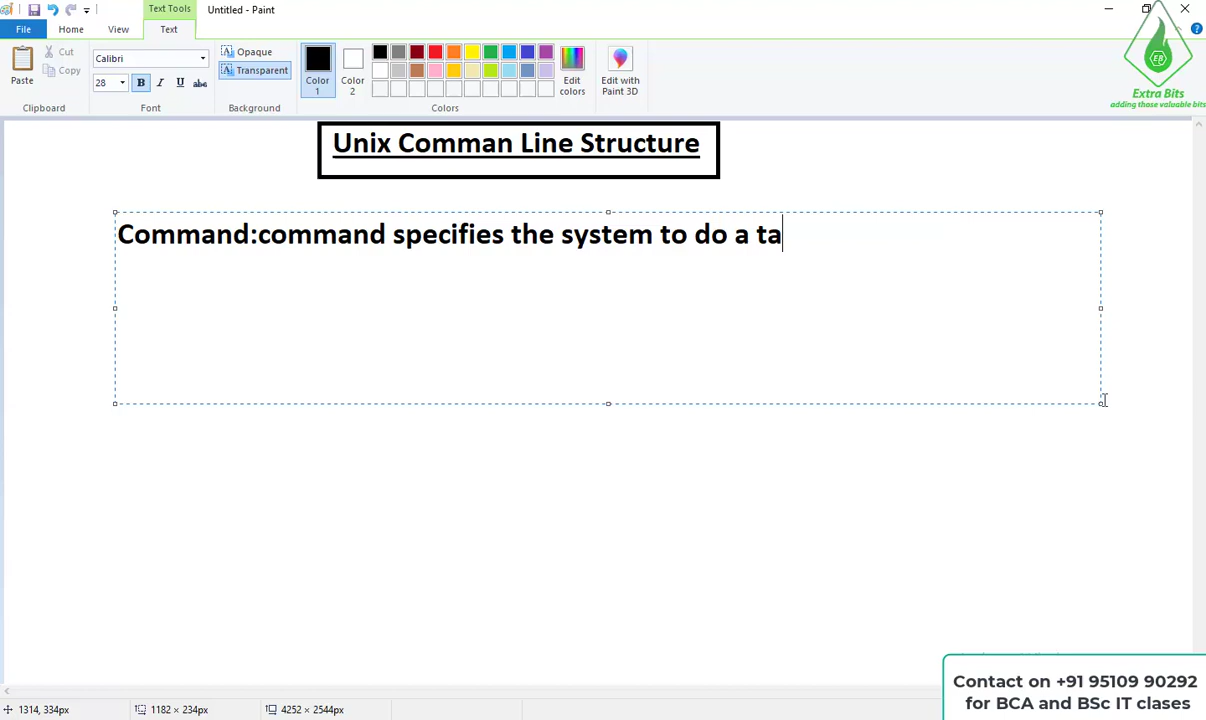 Text Tools
Untitled - Paint
File
Home
View
Text
Paste
Cut
Copy
Clipboard
Calibri
28
B I U abc
Font
Opaque
Transparent
Background
Color 1
Color 2
Edit colors
Colors
Edit with Paint 3D
EB
Extra Bits
adding those valuable bits
Unix Comman Line Structure
Command:command specifies the system to do a ta
1314, 334px
1182 × 234px
4252 × 2544px
Contact on +91 95109 90292
for BCA and BSc IT clases